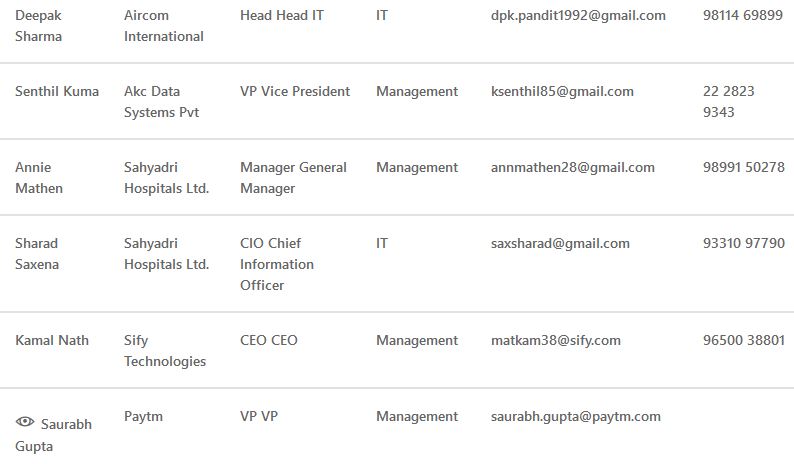 Deepak Aircom Head Head IT IT dpk.pandit1992@gmail.com 98114 69899
Sharma International
Senthil Kuma Akc Data VP Vice President Management ksenthil85@gmail.com 22 2823
Systems Pvt 9343
Annie Sahyadri Manager General Management annmathen28@gmail.com 98991 50278
Mathen Hospitals Ltd. Manager
Sharad Sahyadri CIO Chief IT saxsharad@gmail.com 93310 97790
Saxena Hospitals Ltd. Information
Officer
Kamal Nath Sify CEO CEO Management matkam38@sify.com 96500 38801
Technologies
Saurabh Paytm VP VP Management saurabh.gupta@paytm.com
Gupta